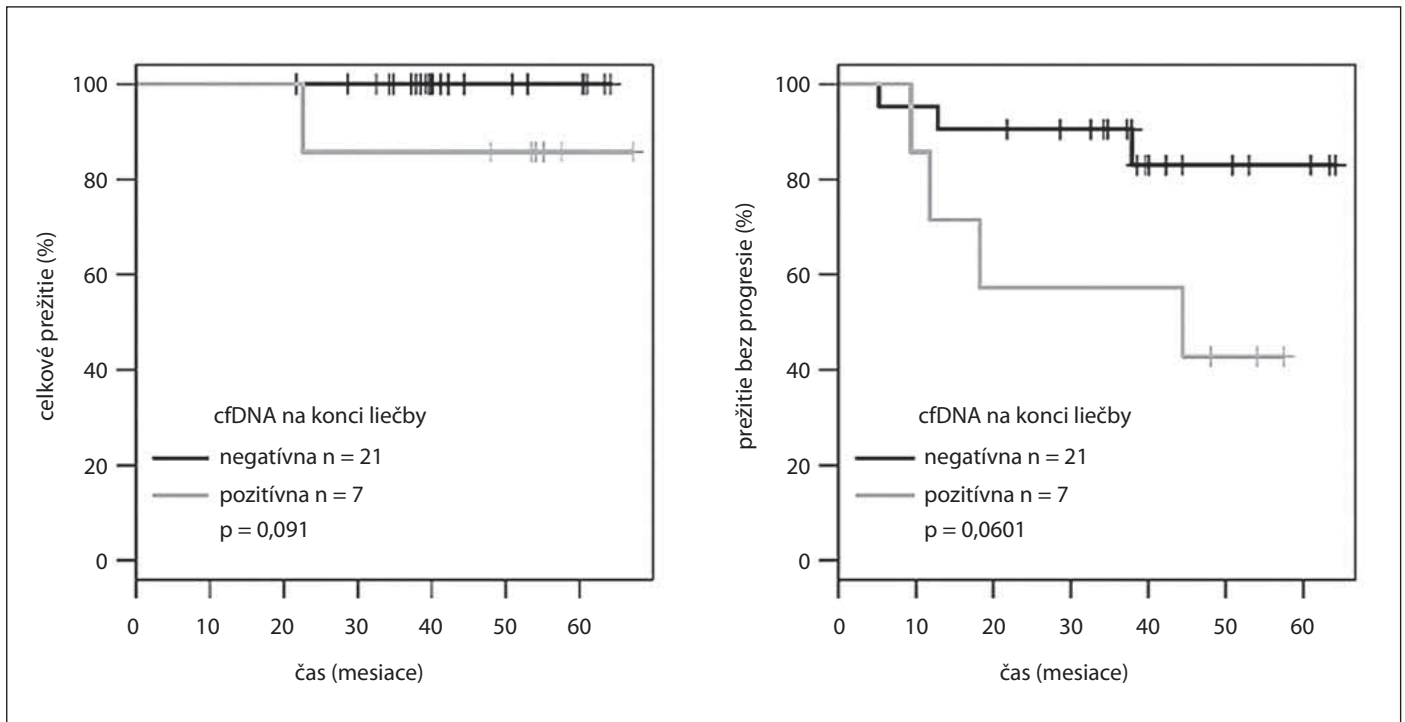 celkové prežitie (%)
100
80
60
40
20
0
cfDNA na konci liečby
negatívna n = 21
pozitívna n = 7
p = 0,091
0 10 20 30 40 50 60
čas (mesiace)
prežitie bez progresie (%)
100
80
60
40
20
0
cfDNA na konci liečby
negatívna n = 21
pozitívna n = 7
p = 0,0601
0 10 20 30 40 50 60
čas (mesiace)